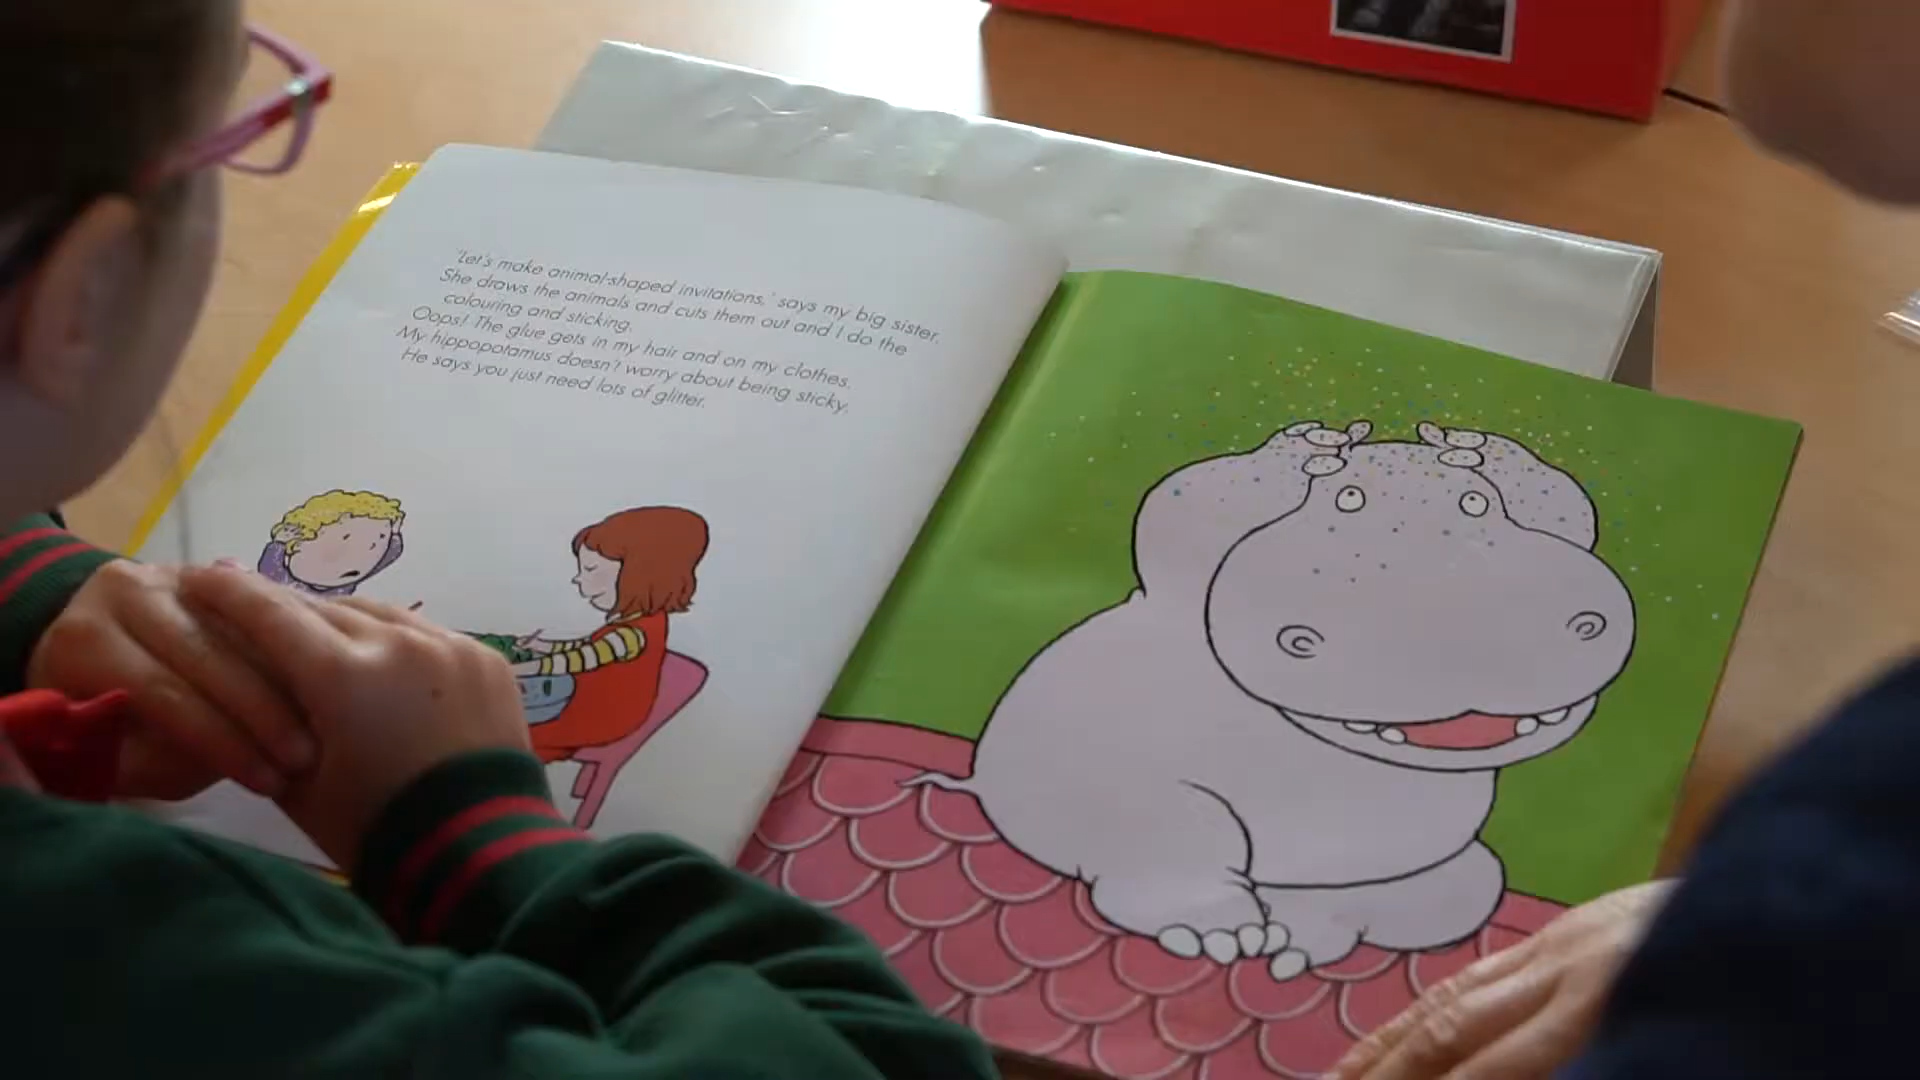 'Let's make animal-shaped invitations,' says my big sister.
She draws the animals and cuts them out and I do the
colouring and sticking.
Oops! The glue gets in my hair and on my clothes.
My hippopotamus doesn't worry about being sticky.
He says you just need lots of glitter.